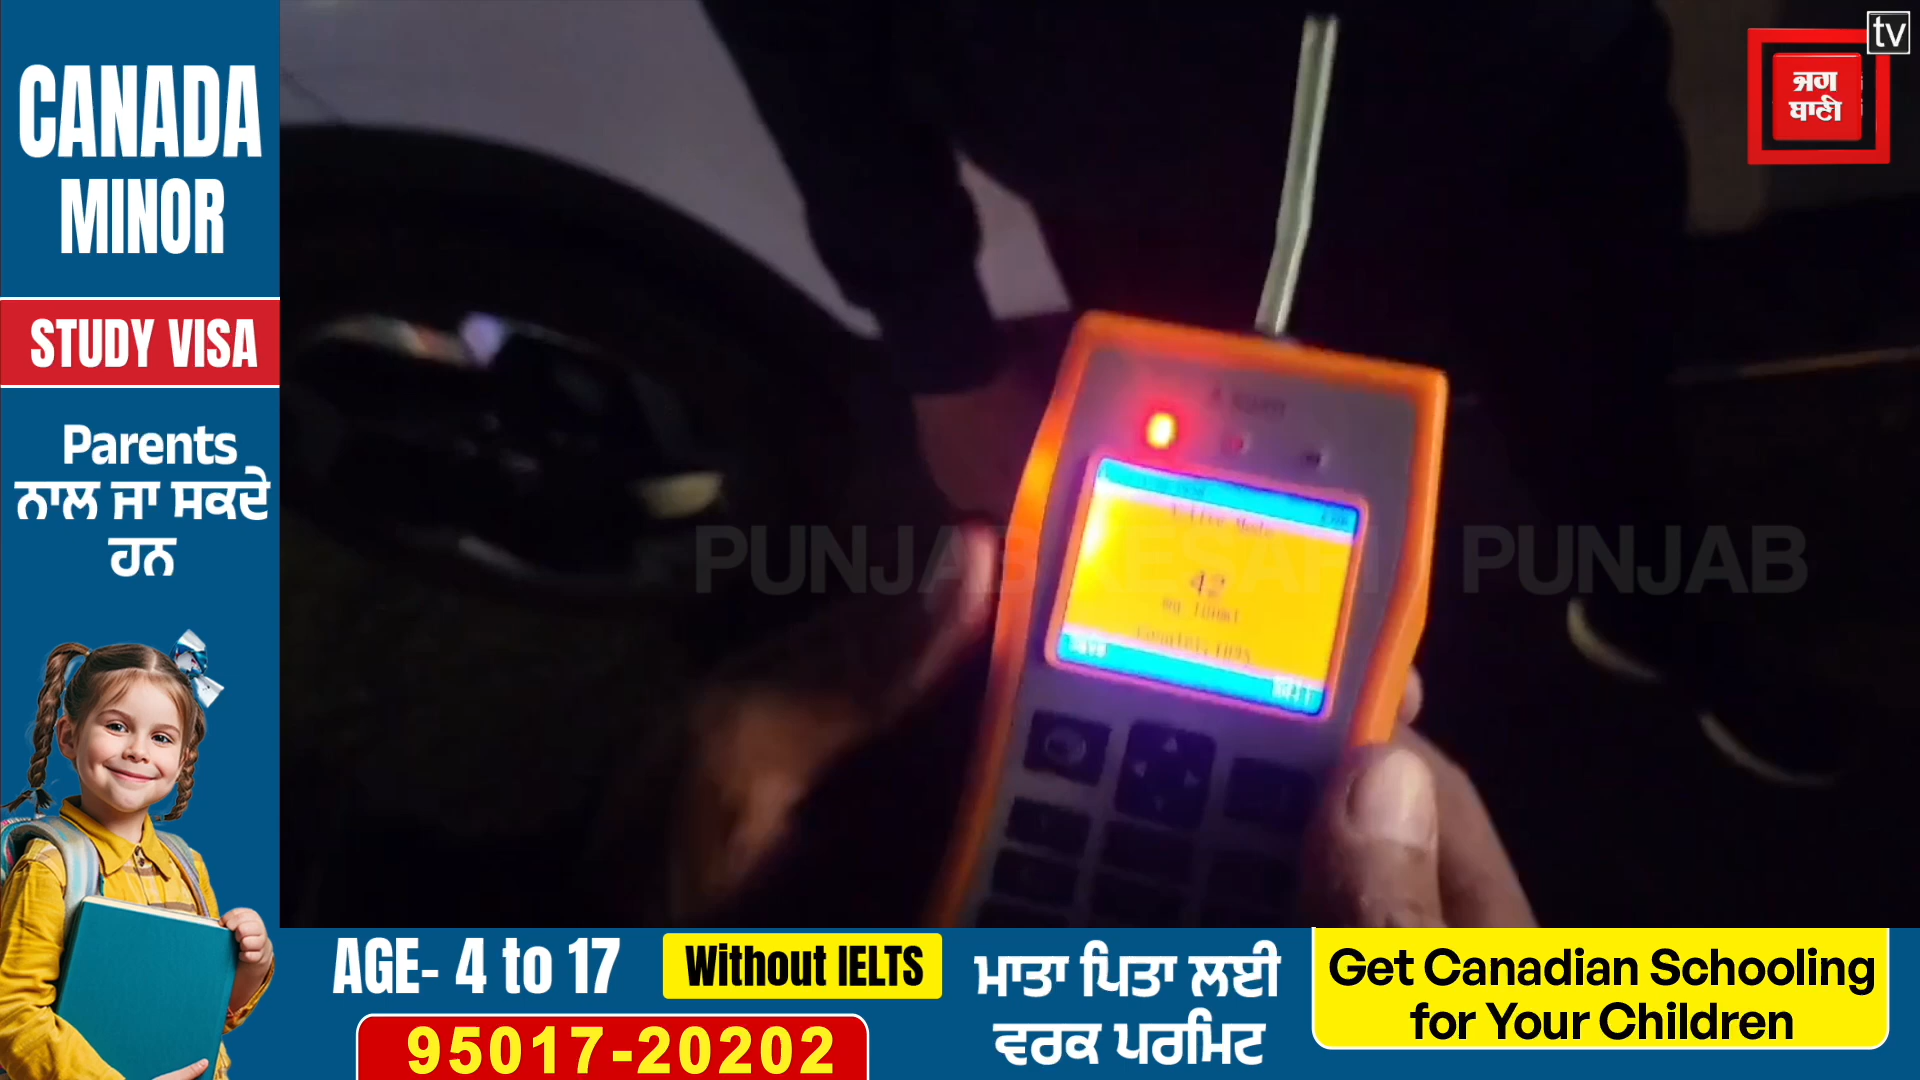 CANADA
MINOR
STUDY VISA
Parents
ਨਾਲ ਜਾ ਸਕਦੇ
ਹਨ
tv
ਜਗ
ਬਾਣੀ
42
PUNJAB KESARI PUNJAB
AGE- 4 to 17
Without IELTS
95017-20202
ਮਾਤਾ ਪਿਤਾ ਲਈ
ਵਰਕ ਪਰਮਿਟ
Get Canadian Schooling
for Your Children